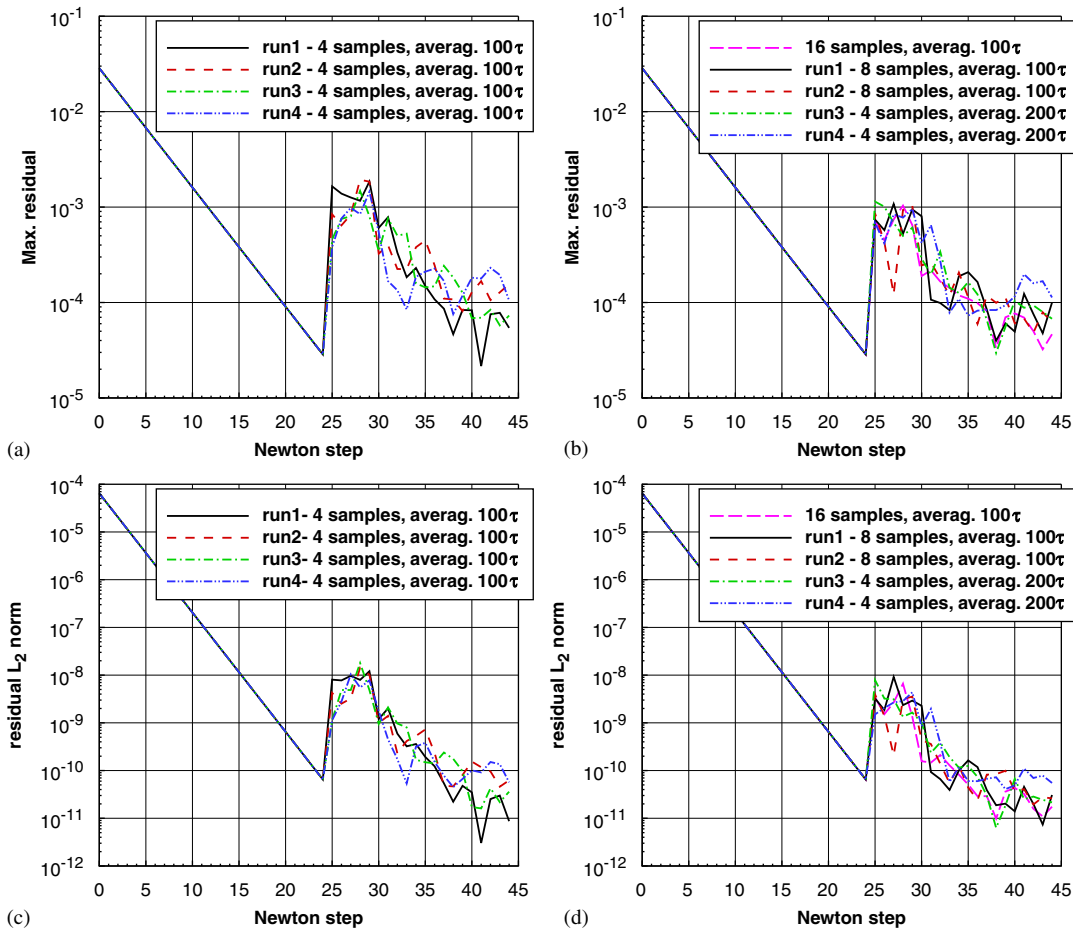 10-1
10-2
10-3
10-4
10-5
Max. residual
run1 - 4 samples, averag. 100τ
run2 - 4 samples, averag. 100τ
run3 - 4 samples, averag. 100τ
run4 - 4 samples, averag. 100τ
0 5 10 15 20 25 30 35 40 45
(a)
Newton step
10-1
10-2
10-3
10-4
10-5
Max. residual
16 samples, averag. 100τ
run1 - 8 samples, averag. 100τ
run2 - 8 samples, averag. 100τ
run3 - 4 samples, averag. 200τ
run4 - 4 samples, averag. 200τ
0 5 10 15 20 25 30 35 40 45
(b)
Newton step
10-4
10-5
10-6
10-7
10-8
10-9
10-10
10-11
10-12
residual L2 norm
run1- 4 samples, averag. 100τ
run2- 4 samples, averag. 100τ
run3- 4 samples, averag. 100τ
run4- 4 samples, averag. 100τ
0 5 10 15 20 25 30 35 40 45
(c)
Newton step
10-4
10-5
10-6
10-7
10-8
10-9
10-10
10-11
10-12
residual L2 norm
16 samples, averag. 100τ
run1 - 8 samples, averag. 100τ
run2 - 8 samples, averag. 100τ
run3 - 4 samples, averag. 200τ
run4 - 4 samples, averag. 200τ
0 5 10 15 20 25 30 35 40 45
(d)
Newton step